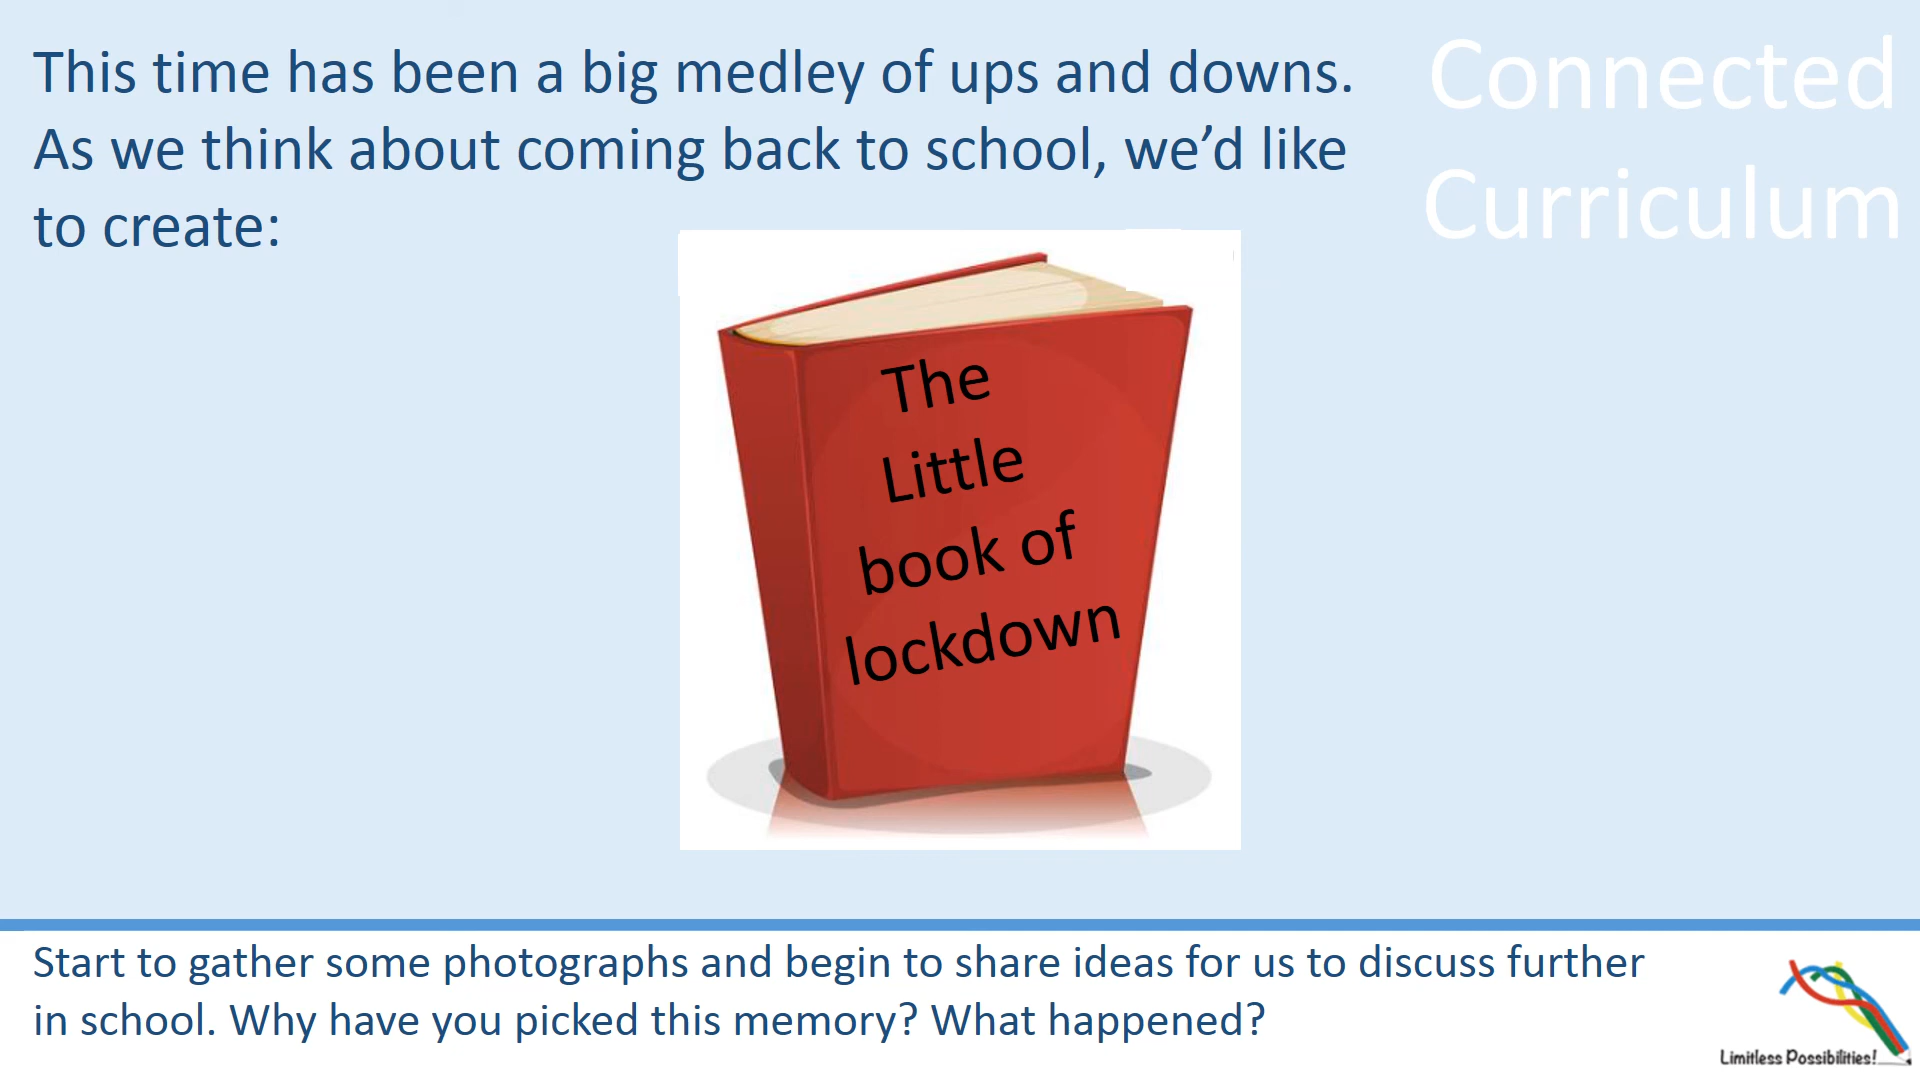 This time has been a big medley of ups and downs.
As we think about coming back to school, we’d like
to create:
Connected
Curriculum
The
Little
book of
lockdown
Start to gather some photographs and begin to share ideas for us to discuss further
in school. Why have you picked this memory? What happened?
Limitless Possibilities!